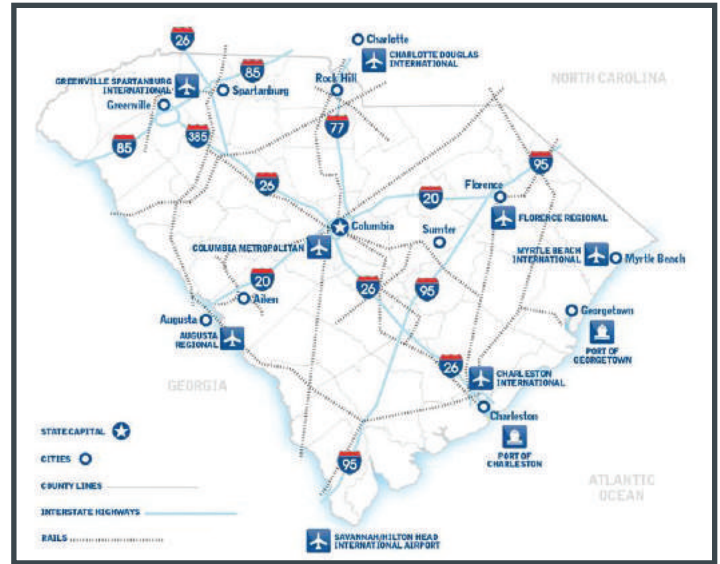 26
Charlotte
CHARLOTTE DOUGLAS
INTERNATIONAL
85
GREENVILLE SPARTANBURG
INTERNATIONAL
Spartanburg
Rock Hill
NORTH CAROLINA
Greenville
77
385
85
95
26
20
Florence
FLORENCE REGIONAL
Columbia
Sumter
COLUMBIA METROPOLITAN
MYRTLE BEACH
INTERNATIONAL
Myrtle Beach
20
26
95
Aiken
Augusta
AUGUSTA
REGIONAL
Georgetown
PORT OF
GEORGETOWN
GEORGIA
26
CHARLESTON
INTERNATIONAL
Charleston
PORT OF
CHARLESTON
STATE CAPITAL
CITIES
COUNTY LINES
INTERSTATE HIGHWAYS
RAILS
95
ATLANTIC
OCEAN
SAVANNAH/HILTON HEAD
INTERNATIONAL AIRPORT